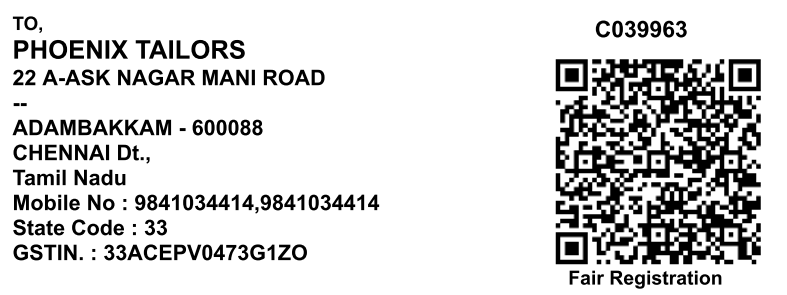 TO,
PHOENIX TAILORS
22 A-ASK NAGAR MANI ROAD
--
ADAMBAKKAM - 600088
CHENNAI Dt.,
Tamil Nadu
Mobile No : 9841034414,9841034414
State Code : 33
GSTIN. : 33ACEPV0473G1ZO
C039963
Fair Registration